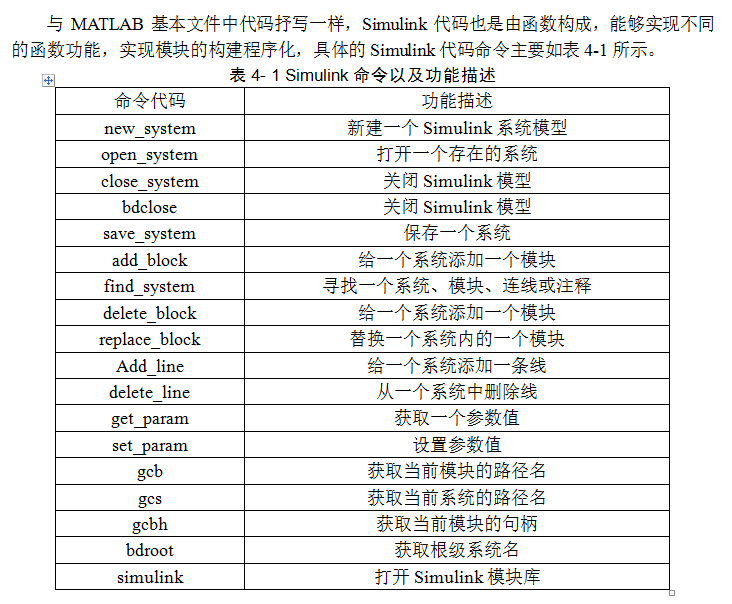 与 MATLAB 基本文件中代码抒写一样，Simulink 代码也是由函数构成，能够实现不同
的函数功能，实现模块的构建程序化，具体的 Simulink 代码命令主要如表 4-1 所示。
表 4- 1 Simulink 命令以及功能描述
命令代码 功能描述
new_system 新建一个 Simulink 系统模型
open_system 打开一个存在的系统
close_system 关闭 Simulink 模型
bdclose 关闭 Simulink 模型
save_system 保存一个系统
add_block 给一个系统添加一个模块
find_system 寻找一个系统、模块、连线或注释
delete_block 给一个系统添加一个模块
replace_block 替换一个系统内的一个模块
Add_line 给一个系统添加一条线
delete_line 从一个系统中删除线
get_param 获取一个参数值
set_param 设置参数值
gcb 获取当前模块的路径名
gcs 获取当前系统的路径名
gcbh 获取当前模块的句柄
bdroot 获取根级系统名
simulink 打开 Simulink 模块库